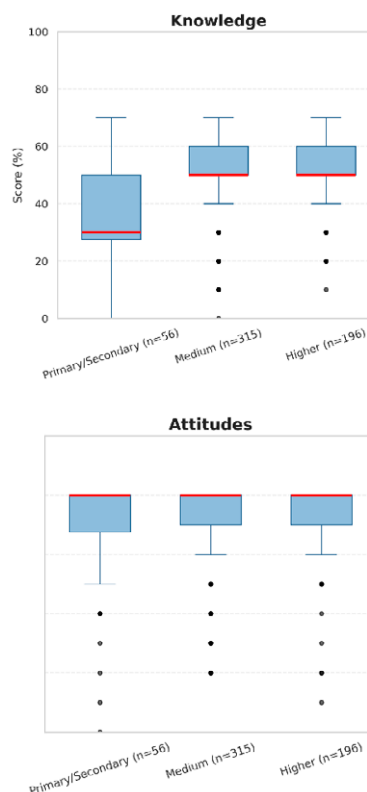 Knowledge
100
80
60
40
20
0
Score (%)
Primary/Secondary (n=56)
Medium (n=315)
Higher (n=196)
Attitudes
Primary/Secondary (n=56)
Medium (n=315)
Higher (n=196)